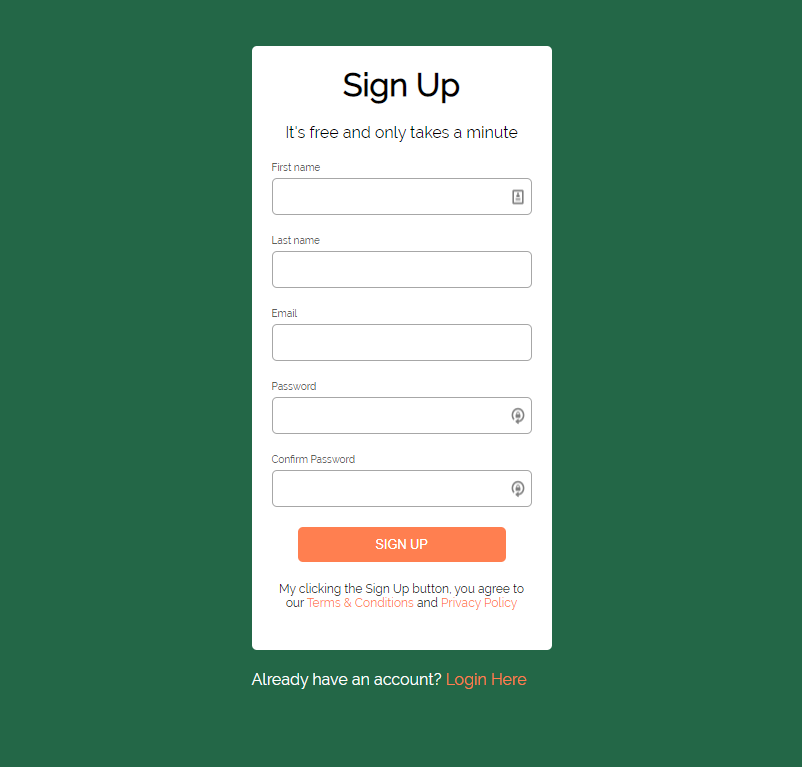 Sign Up
It's free and only takes a minute
First name
Last name
Email
Password
Confirm Password
SIGN UP
My clicking the Sign Up button, you agree to
our Terms & Conditions and Privacy Policy
Already have an account? Login Here